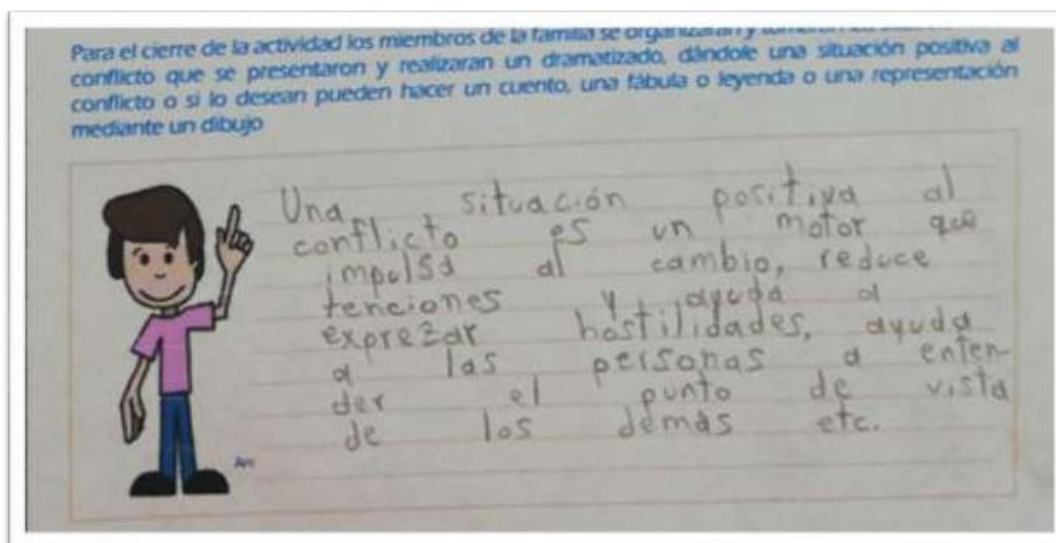 Para el cierre de la actividad los miembros de la familia se organizaran y
conflicto que se presentaron y realizaran un dramatizado, dándole una situación positiva al
conflicto o si lo desean pueden hacer un cuento, una fábula o leyenda o una representación
mediante un dibujo
Una situación positiva al
conflicto es un motor que
impulsa al cambio, reduce
tenciones y ayuda a
exprezar hostilidades, ayuda
a las personas a enten-
der el punto de vista
de los demás etc.